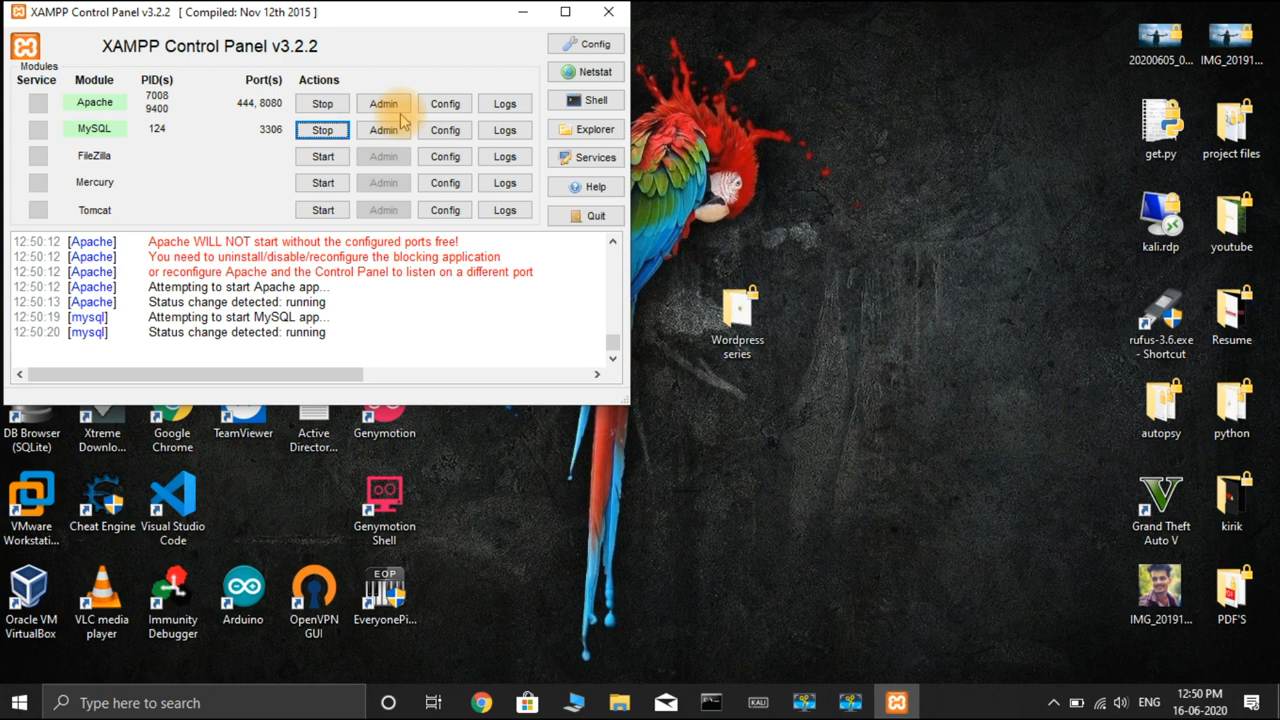 XAMPP Control Panel v3.2.2 [ Compiled: Nov 12th 2015 ]
XAMPP Control Panel v3.2.2
Modules
Service Module PID(s) Port(s) Actions
Apache 7008 9400 444, 8080 Stop Admin Config Logs
MySQL 124 3306 Stop Admin Config Logs
FileZilla Start Admin Config Logs
Mercury Start Admin Config Logs
Tomcat Start Admin Config Logs
Config
Netstat
Shell
Explorer
Services
Help
Quit
12:50:12 [Apache] Apache WILL NOT start without the configured ports free!
12:50:12 [Apache] You need to uninstall/disable/reconfigure the blocking application
12:50:12 [Apache] or reconfigure Apache and the Control Panel to listen on a different port
12:50:12 [Apache] Attempting to start Apache app...
12:50:13 [Apache] Status change detected: running
12:50:19 [mysql] Attempting to start MySQL app...
12:50:20 [mysql] Status change detected: running
20200605_0...
IMG_20191...
get.py
project files
kali.rdp
youtube
Wordpress
series
rufus-3.6.exe
- Shortcut
Resume
autopsy
python
Grand Theft
Auto V
kirik
IMG_20191...
PDF'S
DB Browser
(SQLite)
Xtreme
Downlo...
Google
Chrome
TeamViewer
Active
Director...
Genymotion
VMware
Workstati...
Cheat Engine
Visual Studio
Code
Genymotion
Shell
Oracle VM
VirtualBox
VLC media
player
Immunity
Debugger
Arduino
OpenVPN
GUI
EOP
EveryonePi...
Type here to search
KALI
ENG
12:50 PM
16-06-2020